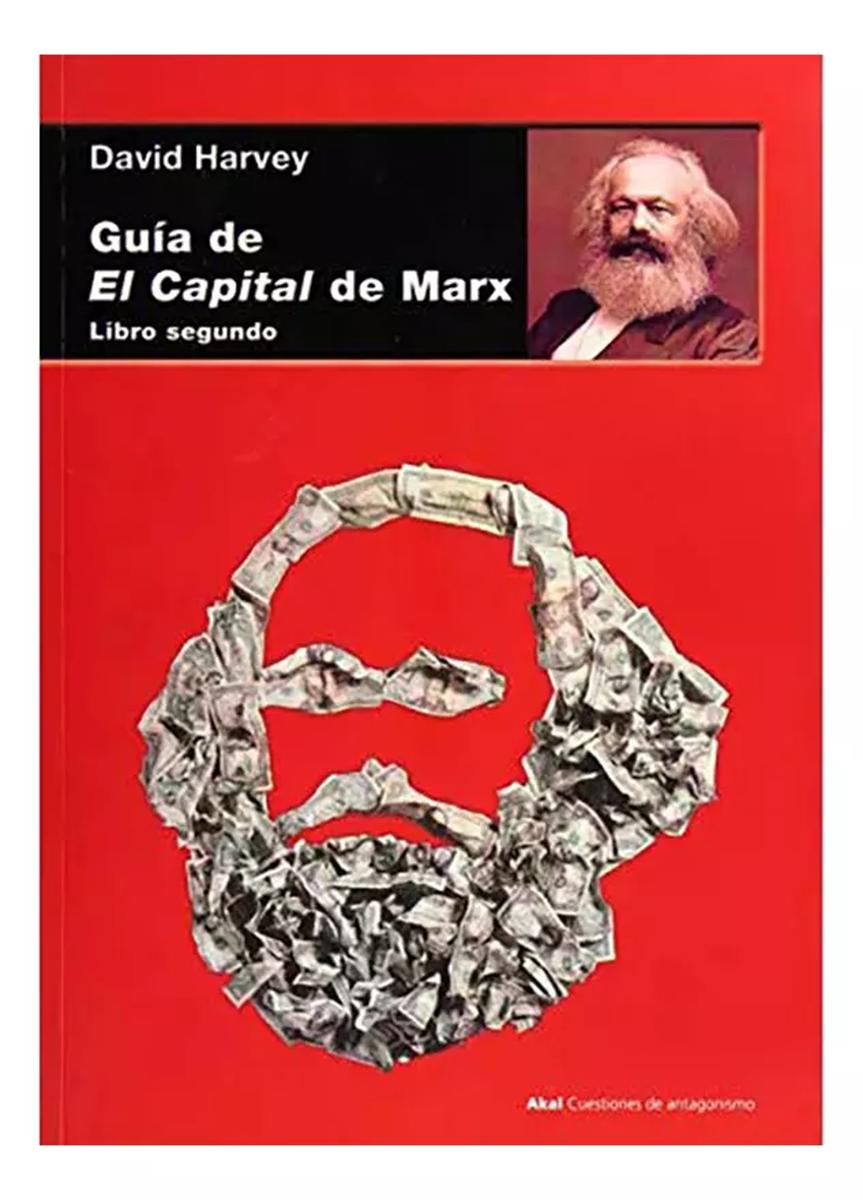 David Harvey
Guía de
El Capital de Marx
Libro segundo
Akal Cuestiones de antagonismo